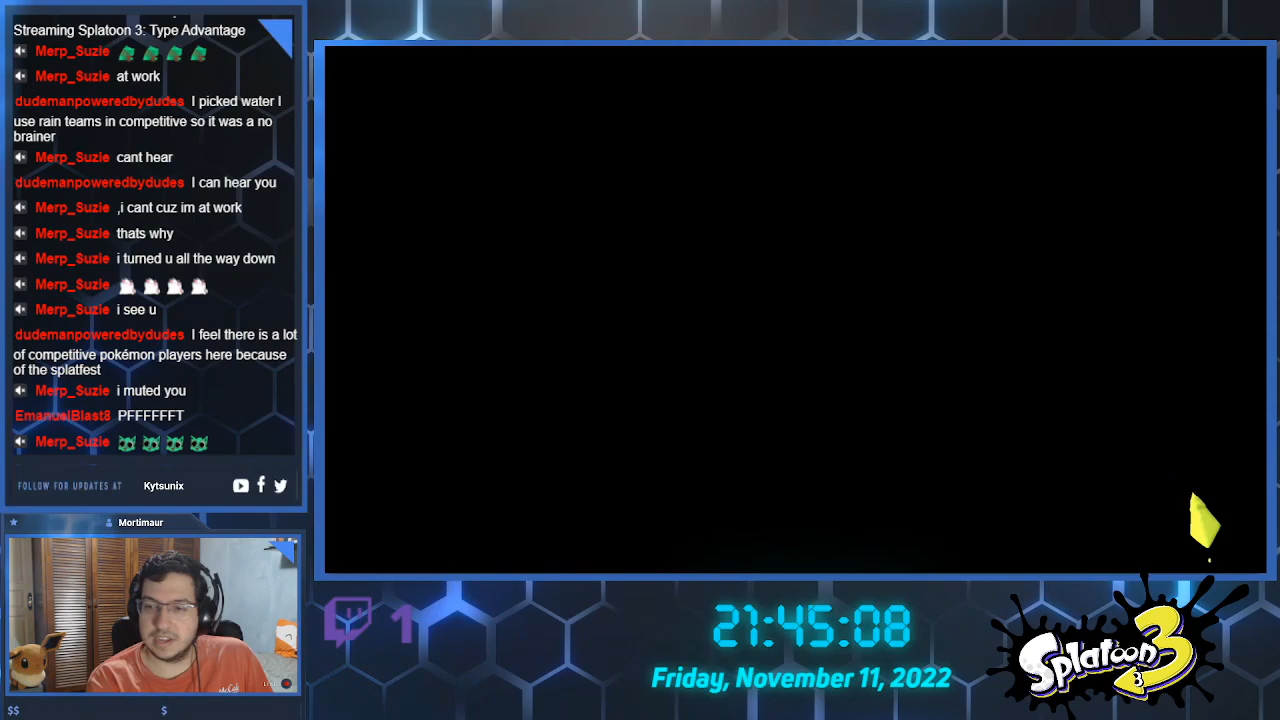 Streaming Splatoon 3: Type Advantage
Merp_Suzie
Merp_Suzie at work
dudemanpoweredbydudes I picked water I
use rain teams in competitive so it was a no
brainer
Merp_Suzie cant hear
dudemanpoweredbydudes I can hear you
Merp_Suzie ,i cant cuz im at work
Merp_Suzie thats why
Merp_Suzie i turned u all the way down
Merp_Suzie
Merp_Suzie i see u
dudemanpoweredbydudes I feel there is a lot
of competitive pokémon players here because
of the splatfest
Merp_Suzie i muted you
EmanuelBlast8 PFFFFFFT
Merp_Suzie
FOLLOW FOR UPDATES AT Kytsunix
Mortimaur
$$ $
1
21:45:08
Friday, November 11, 2022
Splatoon 3